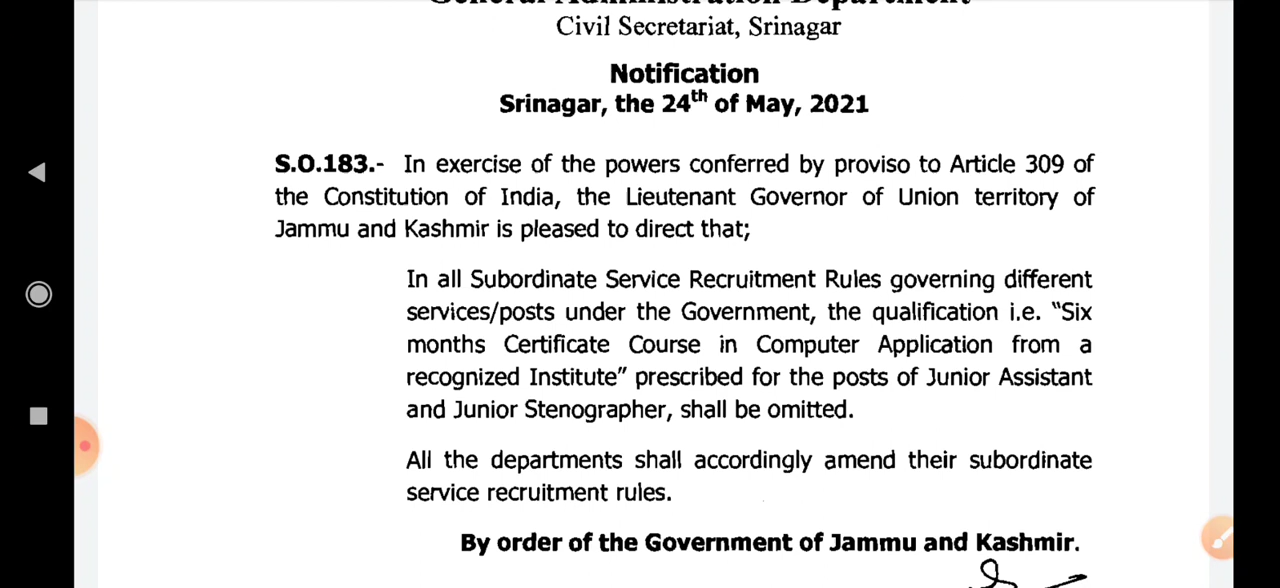 General Administration Department
Civil Secretariat, Srinagar
Notification
Srinagar, the 24th of May, 2021
S.O.183.- In exercise of the powers conferred by proviso to Article 309 of
the Constitution of India, the Lieutenant Governor of Union territory of
Jammu and Kashmir is pleased to direct that;
In all Subordinate Service Recruitment Rules governing different
services/posts under the Government, the qualification i.e. "Six
months Certificate Course in Computer Application from a
recognized Institute" prescribed for the posts of Junior Assistant
and Junior Stenographer, shall be omitted.
All the departments shall accordingly amend their subordinate
service recruitment rules.
By order of the Government of Jammu and Kashmir.